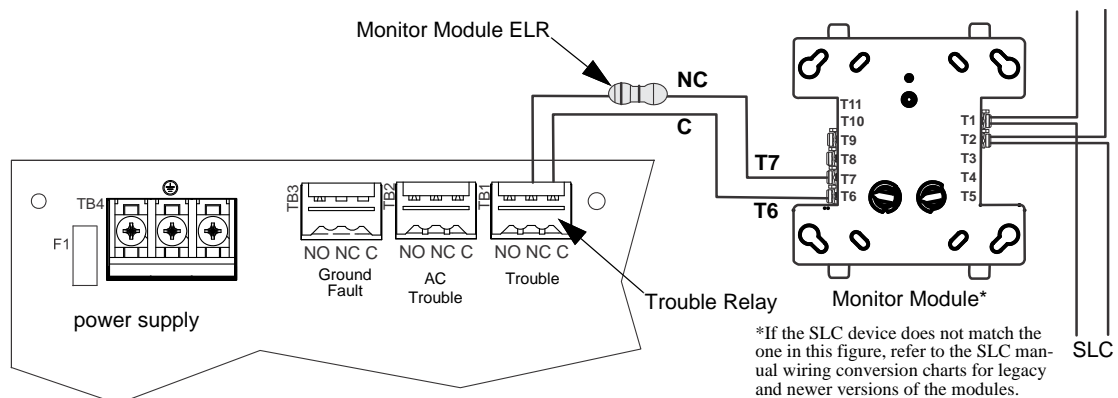 Monitor Module ELR
NC
C
T7
T6
T11
T10
T9
T8
T7
T6
T1
T2
T3
T4
T5
TB4
F1
power supply
TB3
TB2
TB1
NO NC C
NO NC C
NO NC C
Ground
Fault
AC
Trouble
Trouble
Trouble Relay
Monitor Module*
*If the SLC device does not match the
one in this figure, refer to the SLC man-
ual wiring conversion charts for legacy
and newer versions of the modules.
SLC